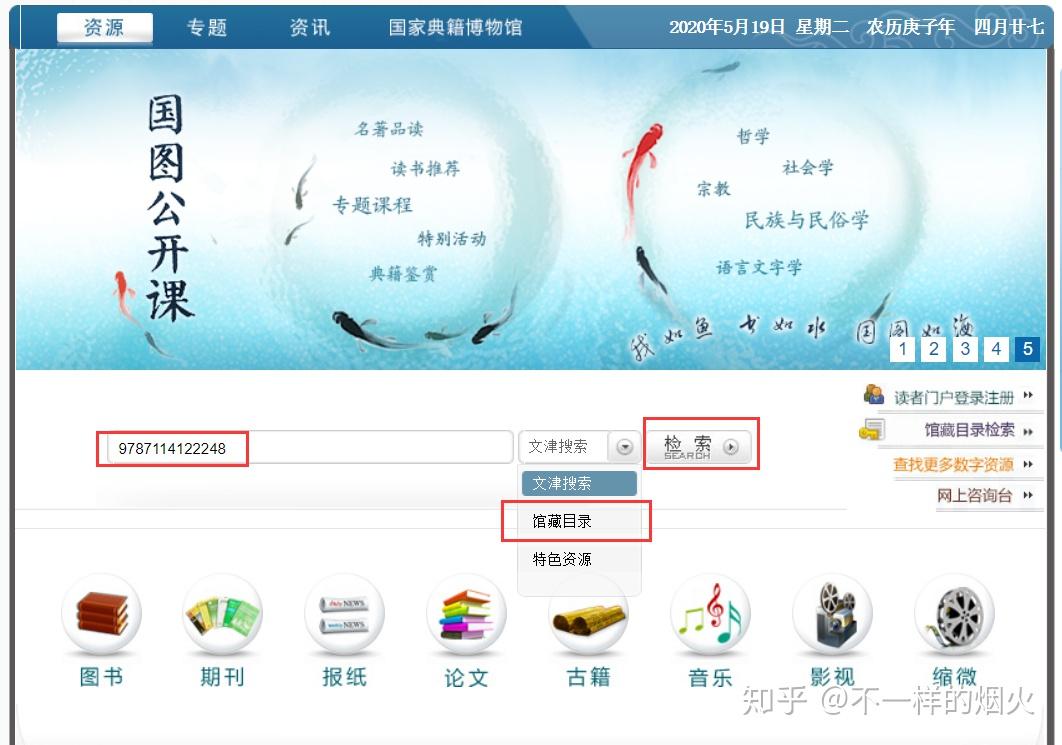 资源 专题 资讯 国家典籍博物馆 2020年5月19日 星期二 农历庚子年 四月廿七
国图公开课
名著品读
读书推荐
专题课程
特别活动
典籍鉴赏
哲学
社会学
宗教
民族与民俗学
语言文字学
我如鱼 书如水 国图如海
1 2 3 4 5
读者门户登录注册
馆藏目录检索
查找更多数字资源
网上咨询台
9787114122248 文津搜索 检索 SEARCH
文津搜索
馆藏目录
特色资源
图书 期刊 报纸 论文 古籍 音乐 影视 缩微
知乎 @不一样的烟火